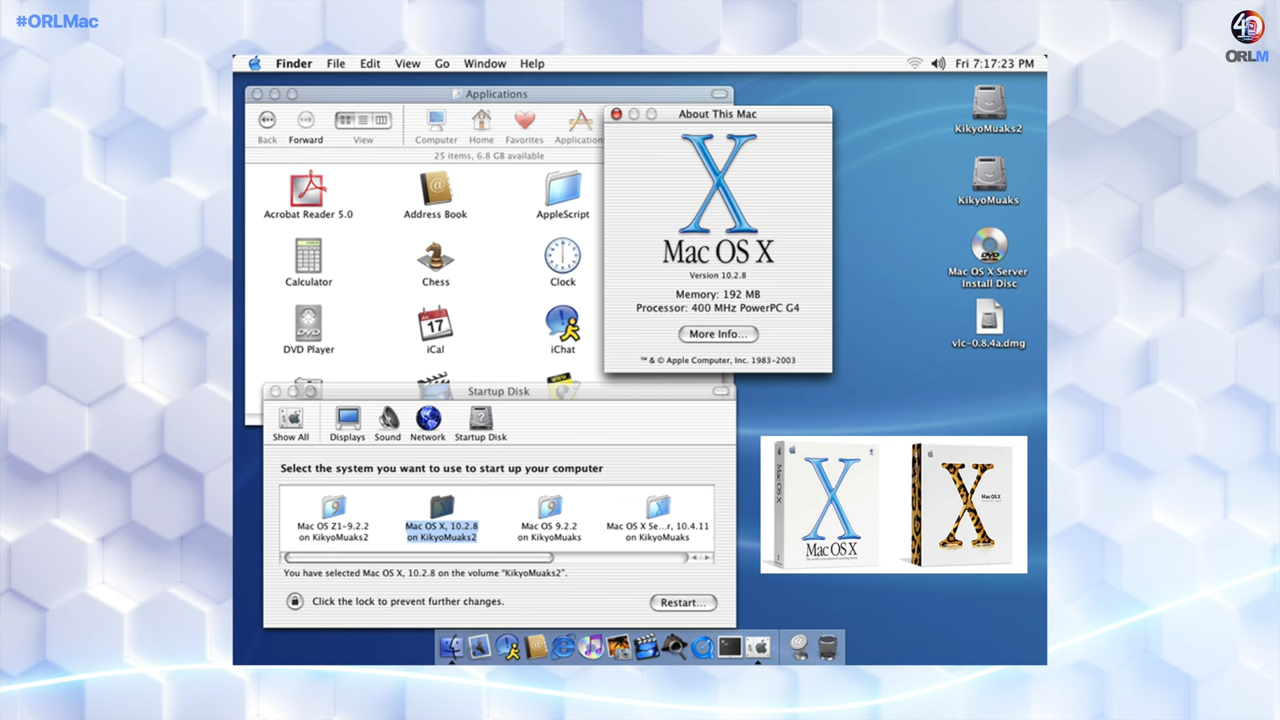 #ORLMac
40
ORLM
Finder File Edit View Go Window Help
Fri 7:17:23 PM
Applications
Back Forward View Computer Home Favorites Application
25 items, 6.8 GB available
Acrobat Reader 5.0 Address Book AppleScript
Calculator Chess Clock
DVD Player iCal iChat
17
About This Mac
Mac OS X
Version 10.2.8
Memory: 192 MB
Processor: 400 MHz PowerPC G4
More Info...
™ & © Apple Computer, Inc. 1983-2003
KikyoMuaks2
KikyoMuaks
DVD
Mac OS X Server
Install Disc
vlc-0.8.4a.dmg
Startup Disk
Show All Displays Sound Network Startup Disk
Select the system you want to use to start up your computer
Mac OS Z1-9.2.2
on KikyoMuaks2
Mac OS X, 10.2.8
on KikyoMuaks2
Mac OS 9.2.2
on KikyoMuaks
Mac OS X Se...r, 10.4.11
on KikyoMuaks
You have selected Mac OS X, 10.2.8 on the volume “KikyoMuaks2”.
Click the lock to prevent further changes.
Restart...
Mac OS X
X
Mac OS X
X
Mac OS X